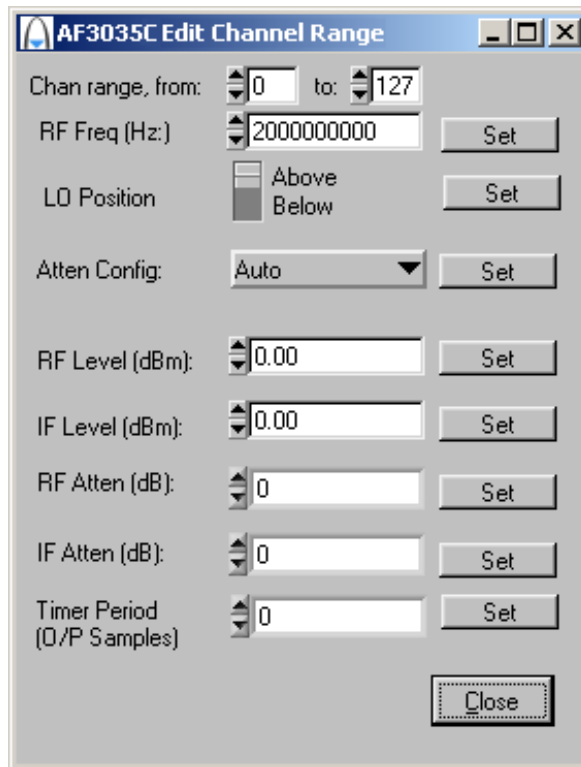 AF3035C Edit Channel Range
Chan range, from: 0 to: 127
RF Freq (Hz:) 2000000000 Set
LO Position Above Below Set
Atten Config: Auto Set
RF Level (dBm): 0.00 Set
IF Level (dBm): 0.00 Set
RF Atten (dB): 0 Set
IF Atten (dB): 0 Set
Timer Period 0 Set
(O/P Samples)
Close